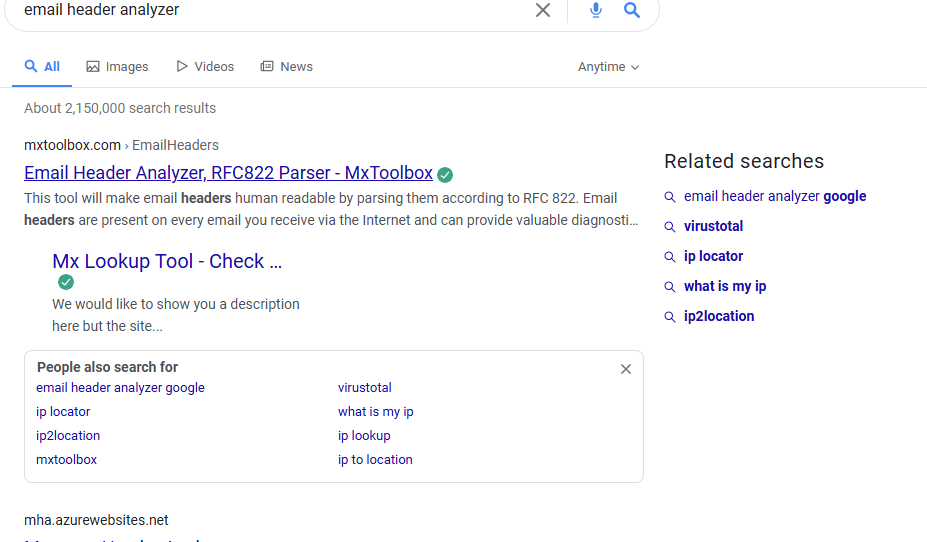 email header analyzer
All Images Videos News Anytime
About 2,150,000 search results
mxtoolbox.com › EmailHeaders
Email Header Analyzer, RFC822 Parser - MxToolbox
This tool will make email headers human readable by parsing them according to RFC 822. Email
headers are present on every email you receive via the Internet and can provide valuable diagnosti...
Mx Lookup Tool - Check ...
We would like to show you a description
here but the site...
People also search for
email header analyzer google
virustotal
ip locator
what is my ip
ip2location
ip lookup
mxtoolbox
ip to location
mha.azurewebsites.net
Related searches
email header analyzer google
virustotal
ip locator
what is my ip
ip2location